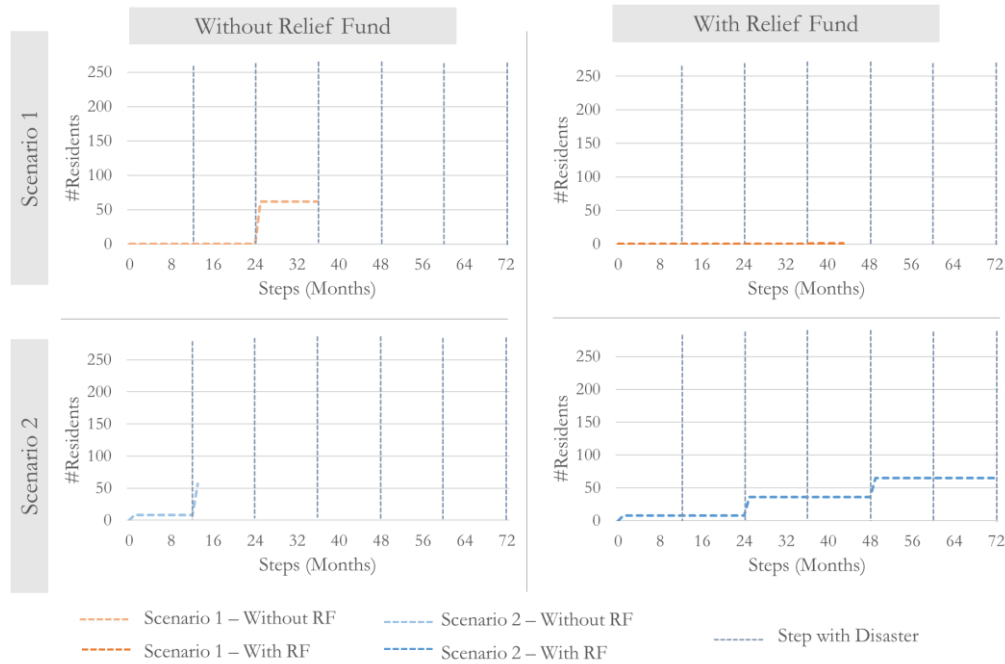 Without Relief Fund
With Relief Fund
Scenario 1
#Residents
250
200
150
100
50
0
0 8 16 24 32 40 48 56 64 72
Steps (Months)
#Residents
250
200
150
100
50
0
0 8 16 24 32 40 48 56 64 72
Steps (Months)
Scenario 2
#Residents
250
200
150
100
50
0
0 8 16 24 32 40 48 56 64 72
Steps (Months)
#Residents
250
200
150
100
50
0
0 8 16 24 32 40 48 56 64 72
Steps (Months)
Scenario 1 – Without RF
Scenario 2 – Without RF
Step with Disaster
Scenario 1 – With RF
Scenario 2 – With RF